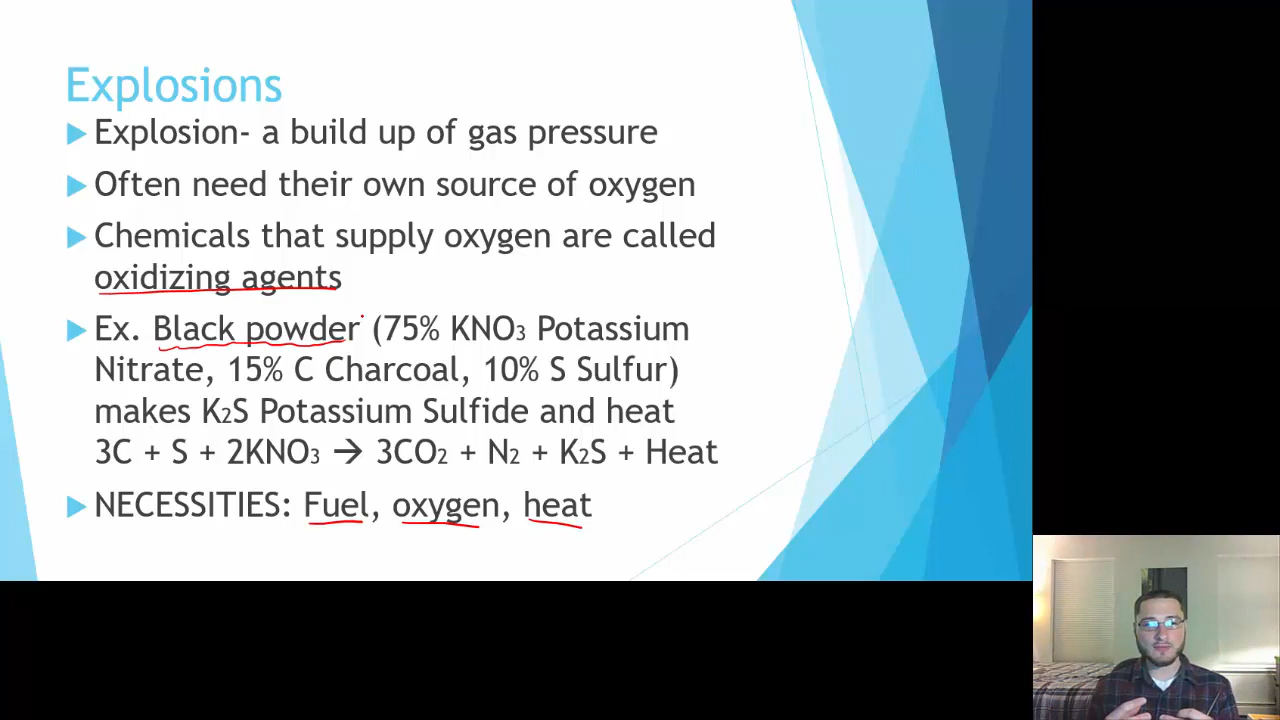 Explosions
Explosion- a build up of gas pressure
Often need their own source of oxygen
Chemicals that supply oxygen are called
oxidizing agents
Ex. Black powder (75% KNO3 Potassium
Nitrate, 15% C Charcoal, 10% S Sulfur)
makes K2S Potassium Sulfide and heat
3C + S + 2KNO3 → 3CO2 + N2 + K2S + Heat
NECESSITIES: Fuel, oxygen, heat